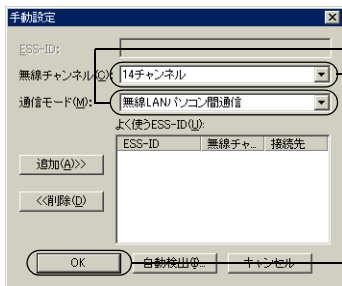 手動設定
ESS-ID:
無線チャンネル(C): 14チャンネル
通信モード(M): 無線LANパソコン間通信
よく使うESS-ID(U):
ESS-ID 無線チャ... 接続先
追加(A)>>
<<削除(D)
OK 自動検出(I)... キャンセル